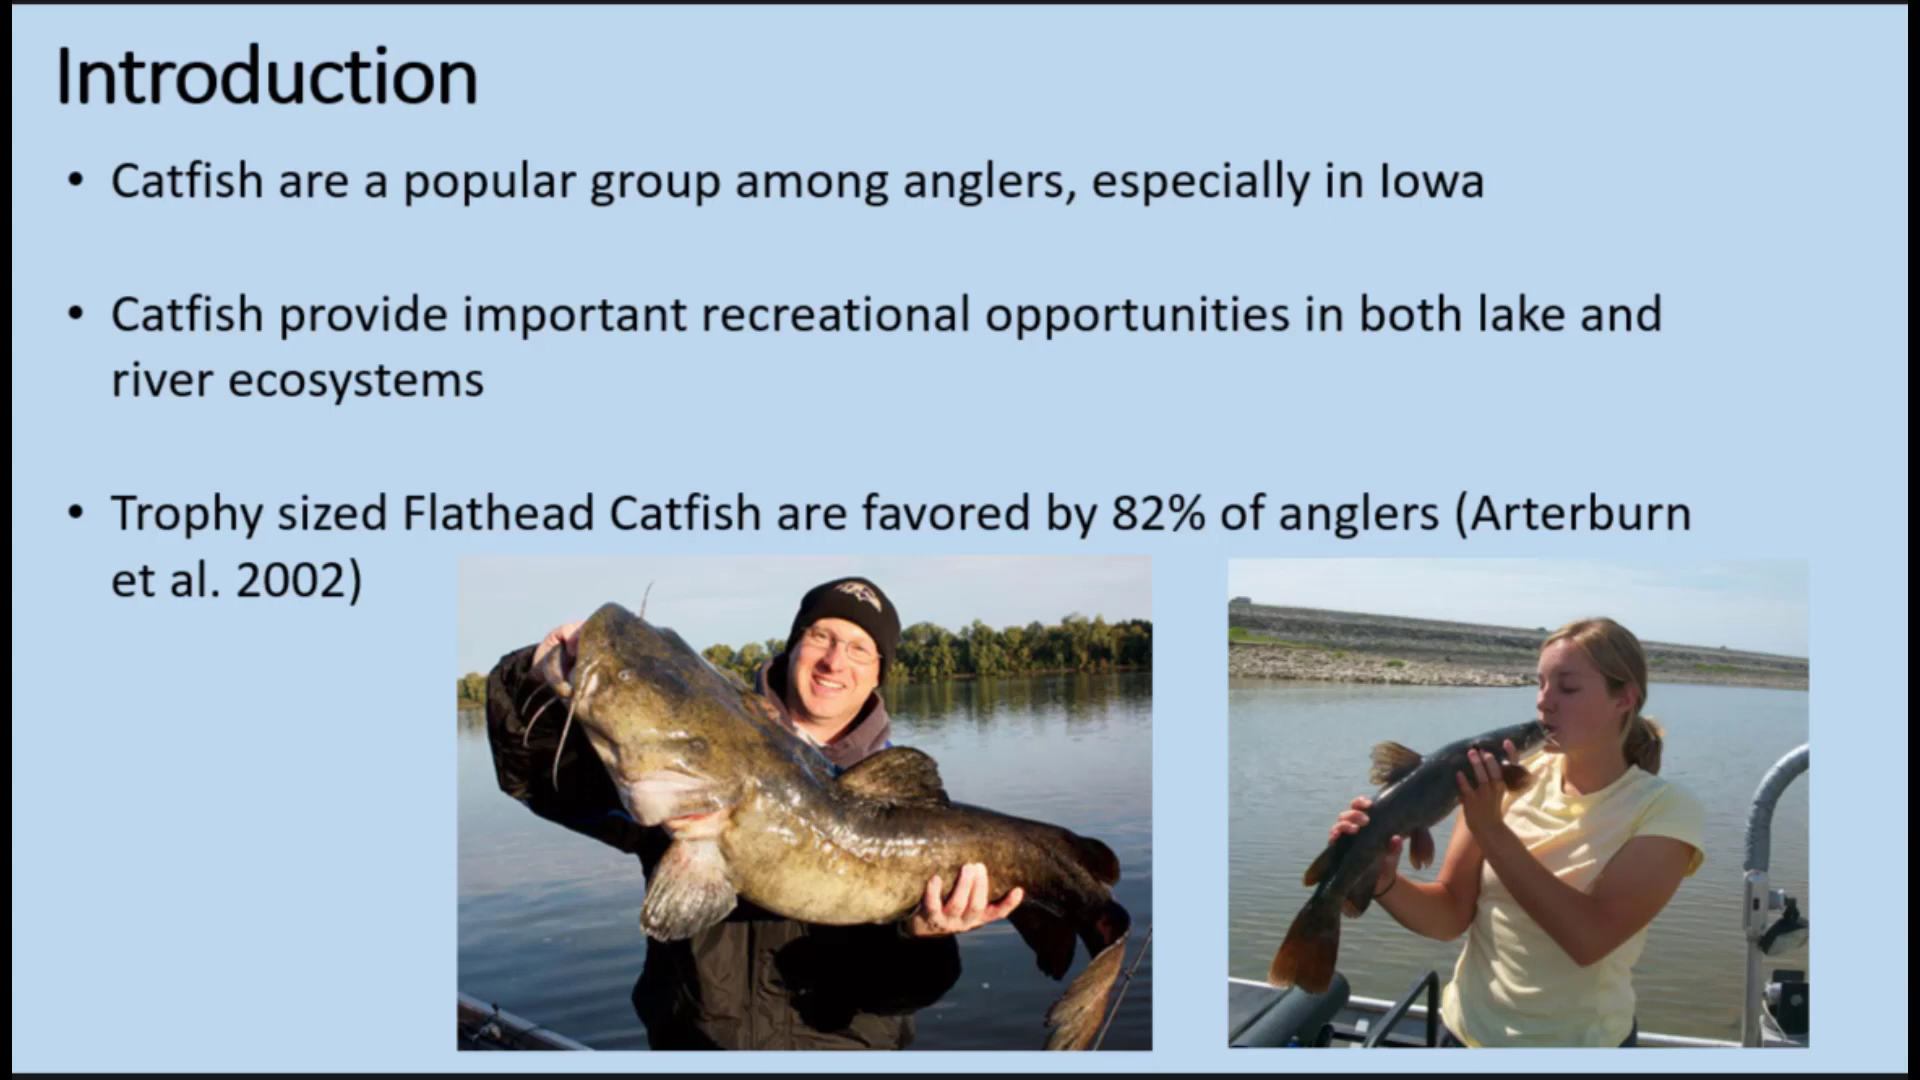 Introduction
• Catfish are a popular group among anglers, especially in Iowa
• Catfish provide important recreational opportunities in both lake and
river ecosystems
• Trophy sized Flathead Catfish are favored by 82% of anglers (Arterburn
et al. 2002)